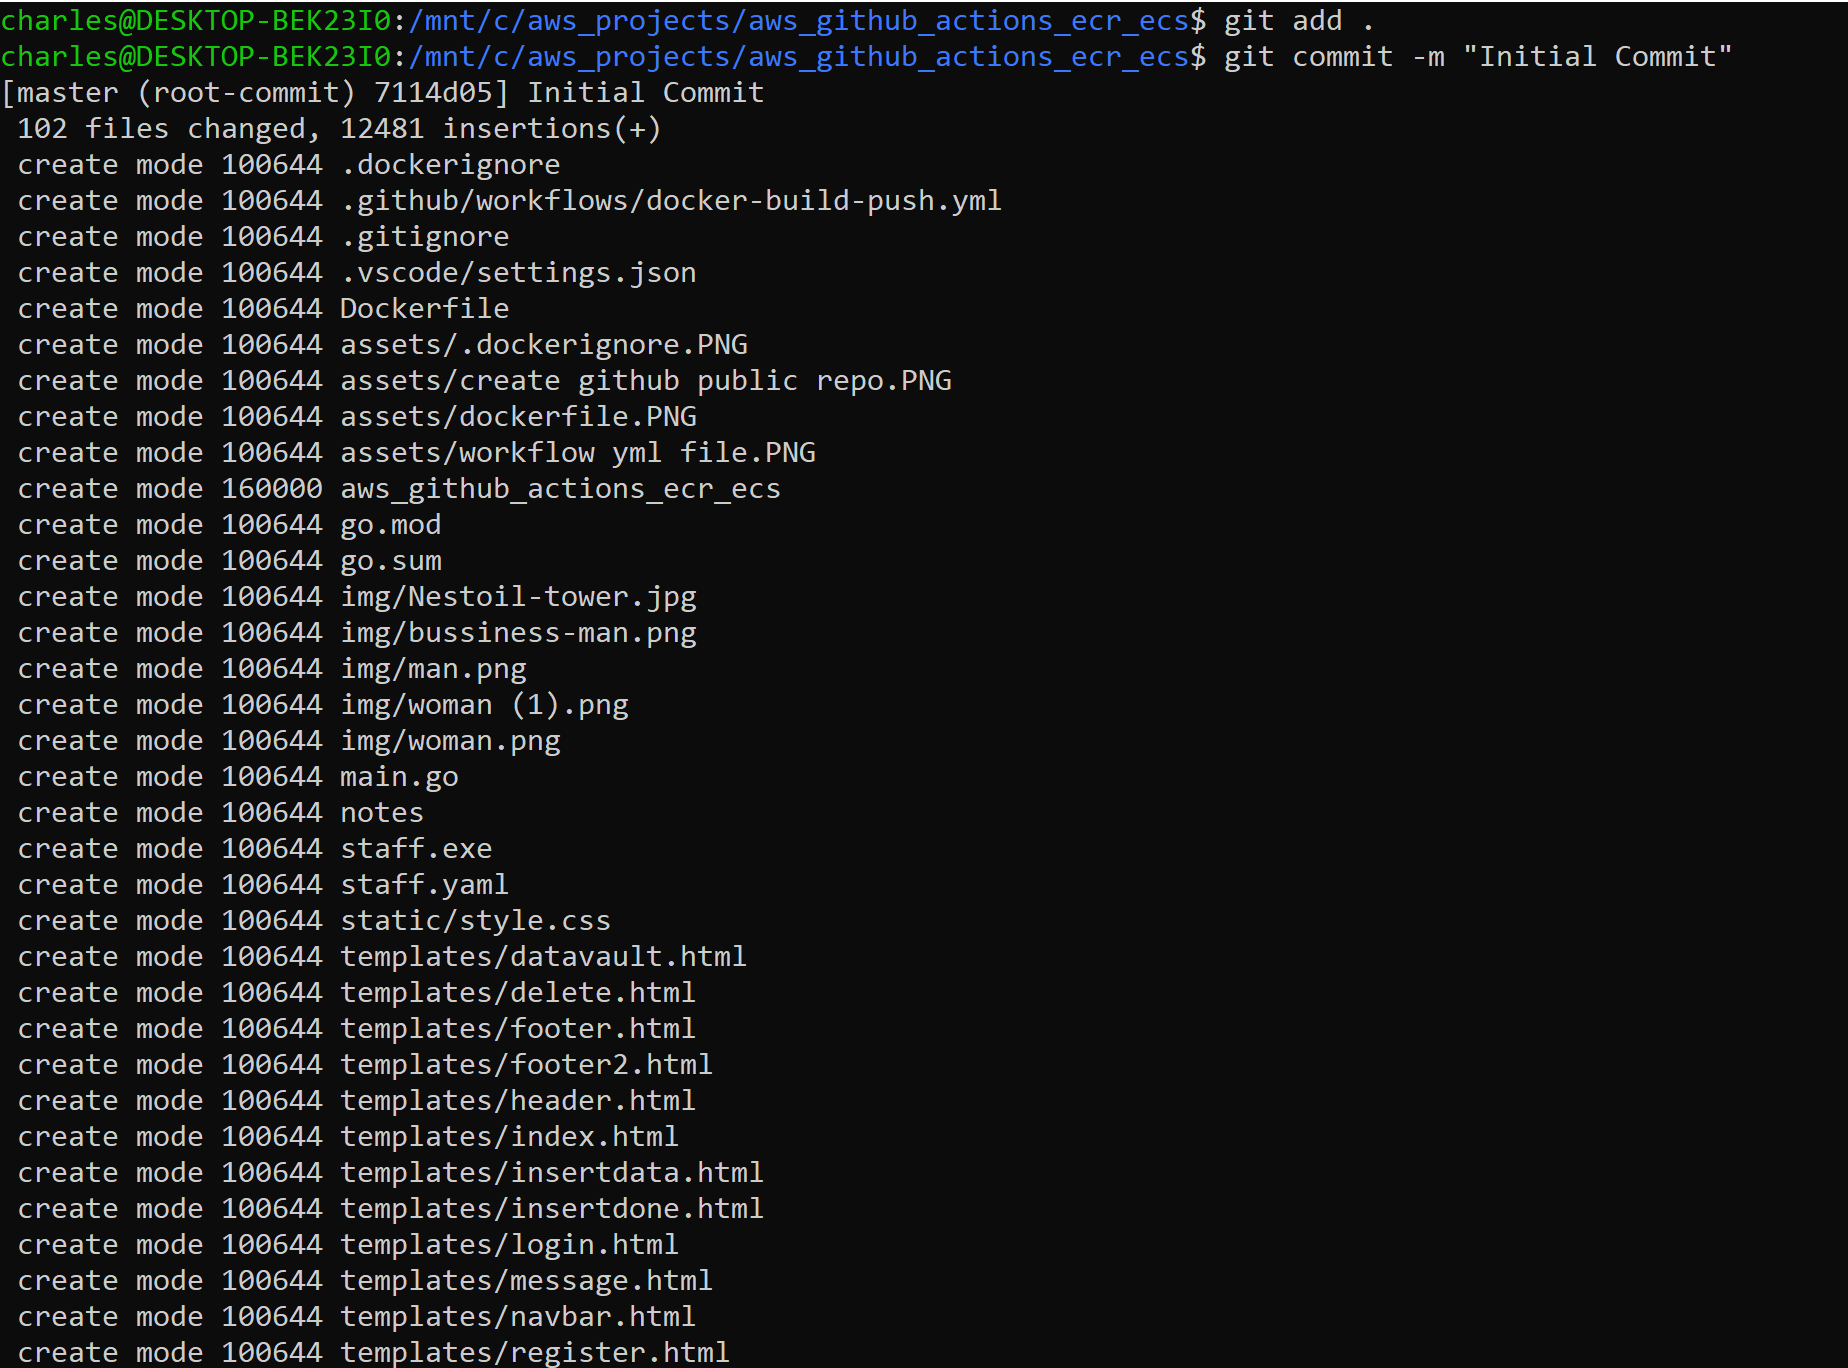 charles@DESKTOP-BEK23I0:/mnt/c/aws_projects/aws_github_actions_ecr_ecs$ git add .
charles@DESKTOP-BEK23I0:/mnt/c/aws_projects/aws_github_actions_ecr_ecs$ git commit -m "Initial Commit"
[master (root-commit) 7114d05] Initial Commit
 102 files changed, 12481 insertions(+)
 create mode 100644 .dockerignore
 create mode 100644 .github/workflows/docker-build-push.yml
 create mode 100644 .gitignore
 create mode 100644 .vscode/settings.json
 create mode 100644 Dockerfile
 create mode 100644 assets/.dockerignore.PNG
 create mode 100644 assets/create github public repo.PNG
 create mode 100644 assets/dockerfile.PNG
 create mode 100644 assets/workflow yml file.PNG
 create mode 160000 aws_github_actions_ecr_ecs
 create mode 100644 go.mod
 create mode 100644 go.sum
 create mode 100644 img/Nestoil-tower.jpg
 create mode 100644 img/bussiness-man.png
 create mode 100644 img/man.png
 create mode 100644 img/woman (1).png
 create mode 100644 img/woman.png
 create mode 100644 main.go
 create mode 100644 notes
 create mode 100644 staff.exe
 create mode 100644 staff.yaml
 create mode 100644 static/style.css
 create mode 100644 templates/datavault.html
 create mode 100644 templates/delete.html
 create mode 100644 templates/footer.html
 create mode 100644 templates/footer2.html
 create mode 100644 templates/header.html
 create mode 100644 templates/index.html
 create mode 100644 templates/insertdata.html
 create mode 100644 templates/insertdone.html
 create mode 100644 templates/login.html
 create mode 100644 templates/message.html
 create mode 100644 templates/navbar.html
 create mode 100644 templates/register.html